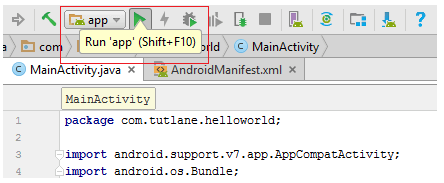 app
Run 'app' (Shift+F10)
com
orld
MainActivity
MainActivity.java
AndroidManifest.xml
MainActivity
1 package com.tutlane.helloworld;
2
3 import android.support.v7.app.AppCompatActivity;
4 import android.os.Bundle;